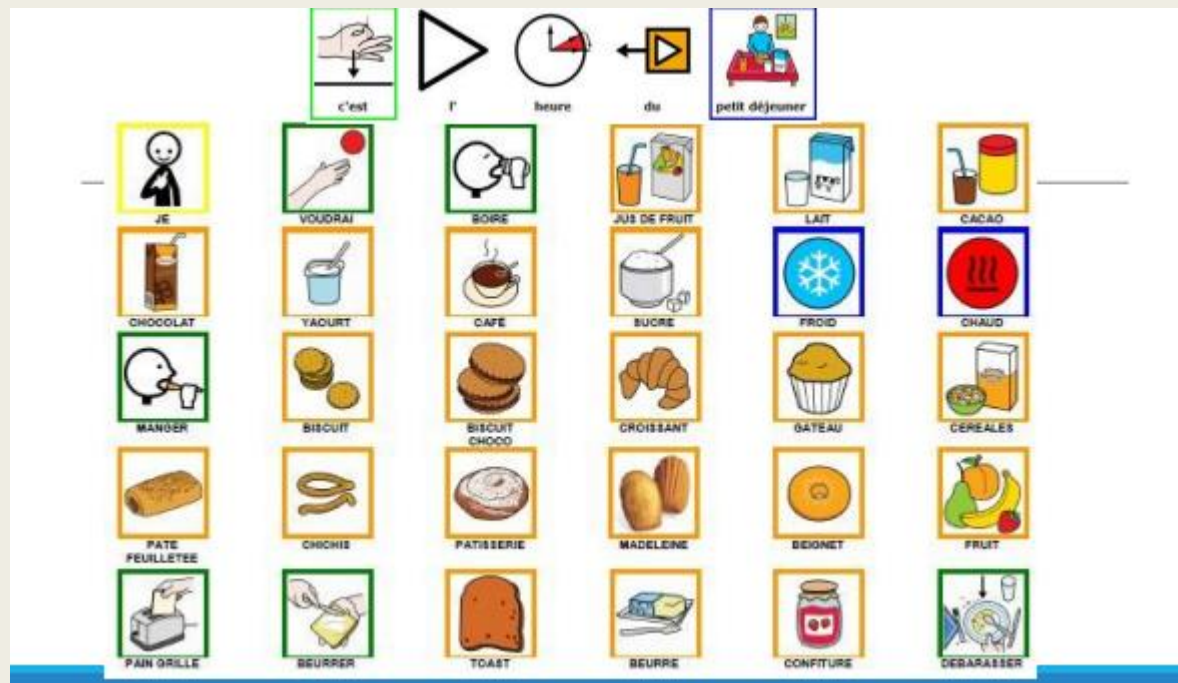 c'est l' heure du petit déjeuner
JE VOUDRAI BOIRE JUS DE FRUIT LAIT CACAO
CHOCOLAT YAOURT CAFÉ SUCRE FROID CHAUD
MANGER BISCUIT BISCUIT CHOCO CROISSANT GATEAU CEREALES
PATE FEUILLETEE CHICHIS PATISSERIE MADELEINE BEIGNET FRUIT
PAIN GRILLE BEURRER TOAST BEURRE CONFITURE DEBARASSER